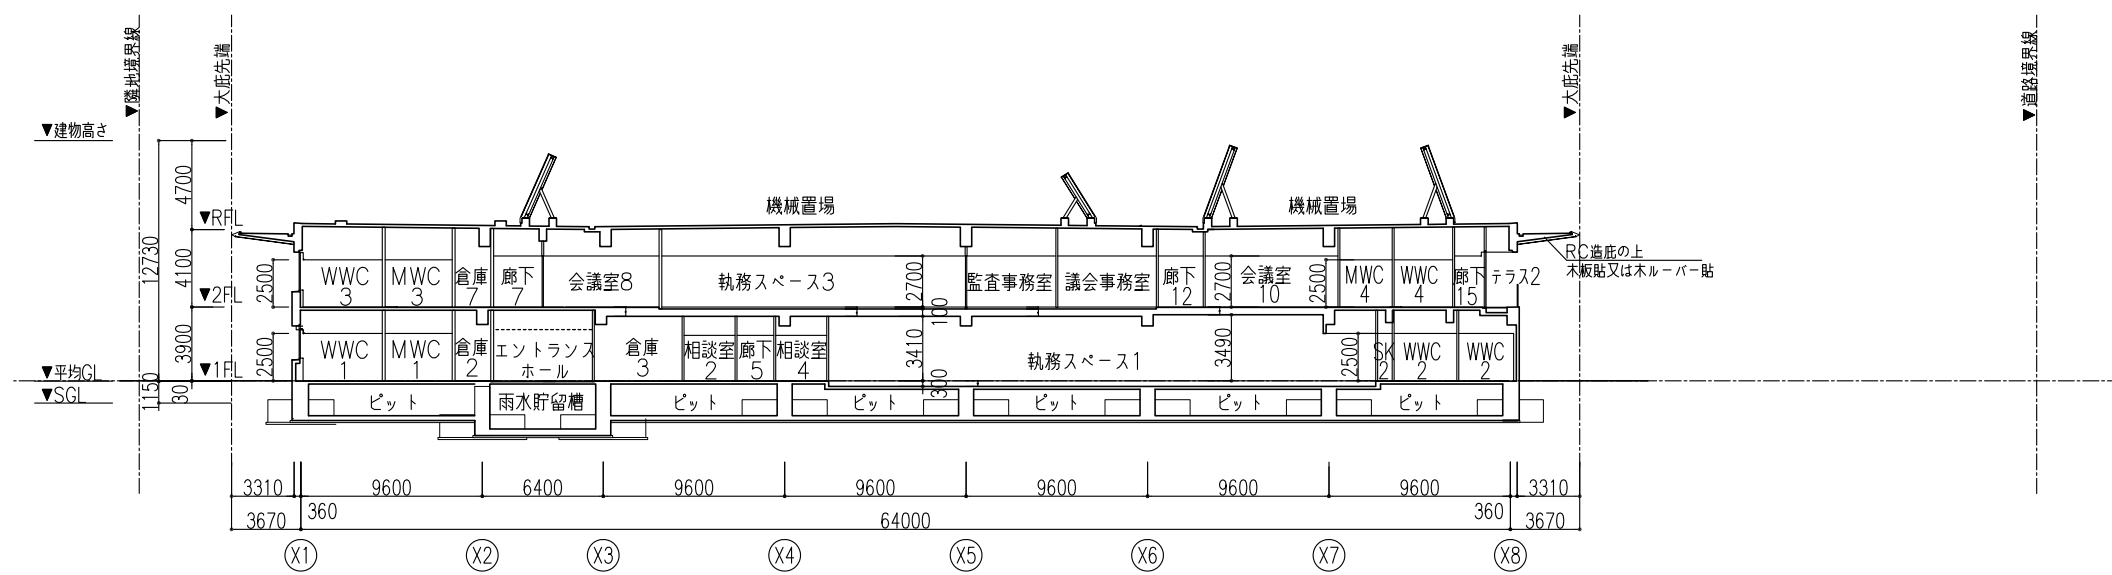 ▼隣地境界線
▼大庇先端
▼大庇先端
▼道路境界線
▼建物高さ
4700
12730
▼RFL
4100
▼2FL
3900
▼平均GL
▼1FL
▼SGL
1150
30
機械置場
機械置場
RC造庇の上
木板貼又は木ルーバー貼
2500
WWC
3
MWC
3
倉庫
7
廊下
7
会議室8
執務スペース3
2700
監査事務室
議会事務室
廊下
12
2700
会議室
10
2500
MWC
4
WWC
4
廊下
15
テラス2
100
2500
WWC
1
MWC
1
倉庫
2
エントランス
ホール
倉庫
3
相談室
2
廊下
5
相談室
4
3410
300
執務スペース1
3490
2500
SK
2
WWC
2
WWC
2
ピット
雨水貯留槽
ピット
ピット
ピット
ピット
ピット
3310
9600
6400
9600
9600
9600
9600
9600
3310
3670
360
64000
360
3670
X1
X2
X3
X4
X5
X6
X7
X8